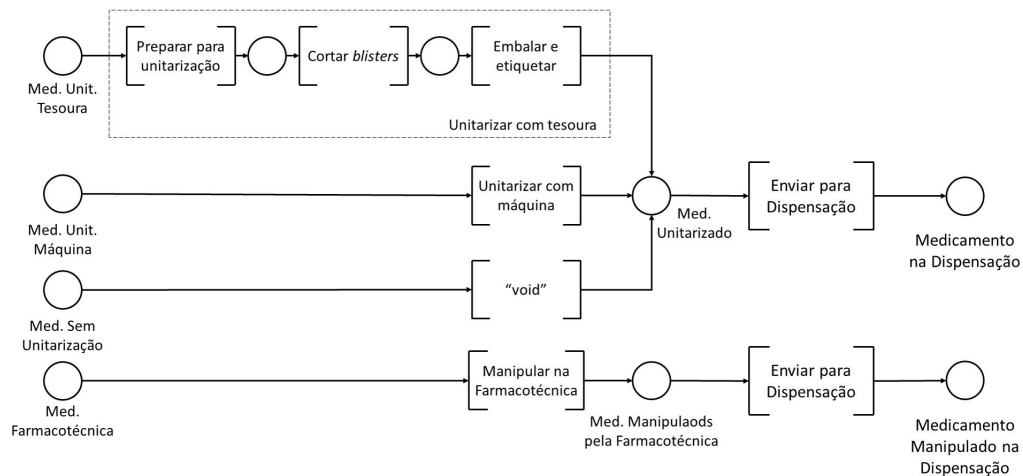 Preparar para
unitarização
Cortar blisters
Embalar e
etiquetar
Med. Unit.
Tesoura
Unitarizar com tesoura
Unitarizar com
máquina
Enviar para
Dispensação
Med. Unit.
Máquina
Med.
Unitarizado
Medicamento
na Dispensação
“void”
Med. Sem
Unitarização
Manipular na
Farmacotécnica
Enviar para
Dispensação
Med.
Farmacotécnica
Med. Manipulaods
pela Farmacotécnica
Medicamento
Manipulado na
Dispensação